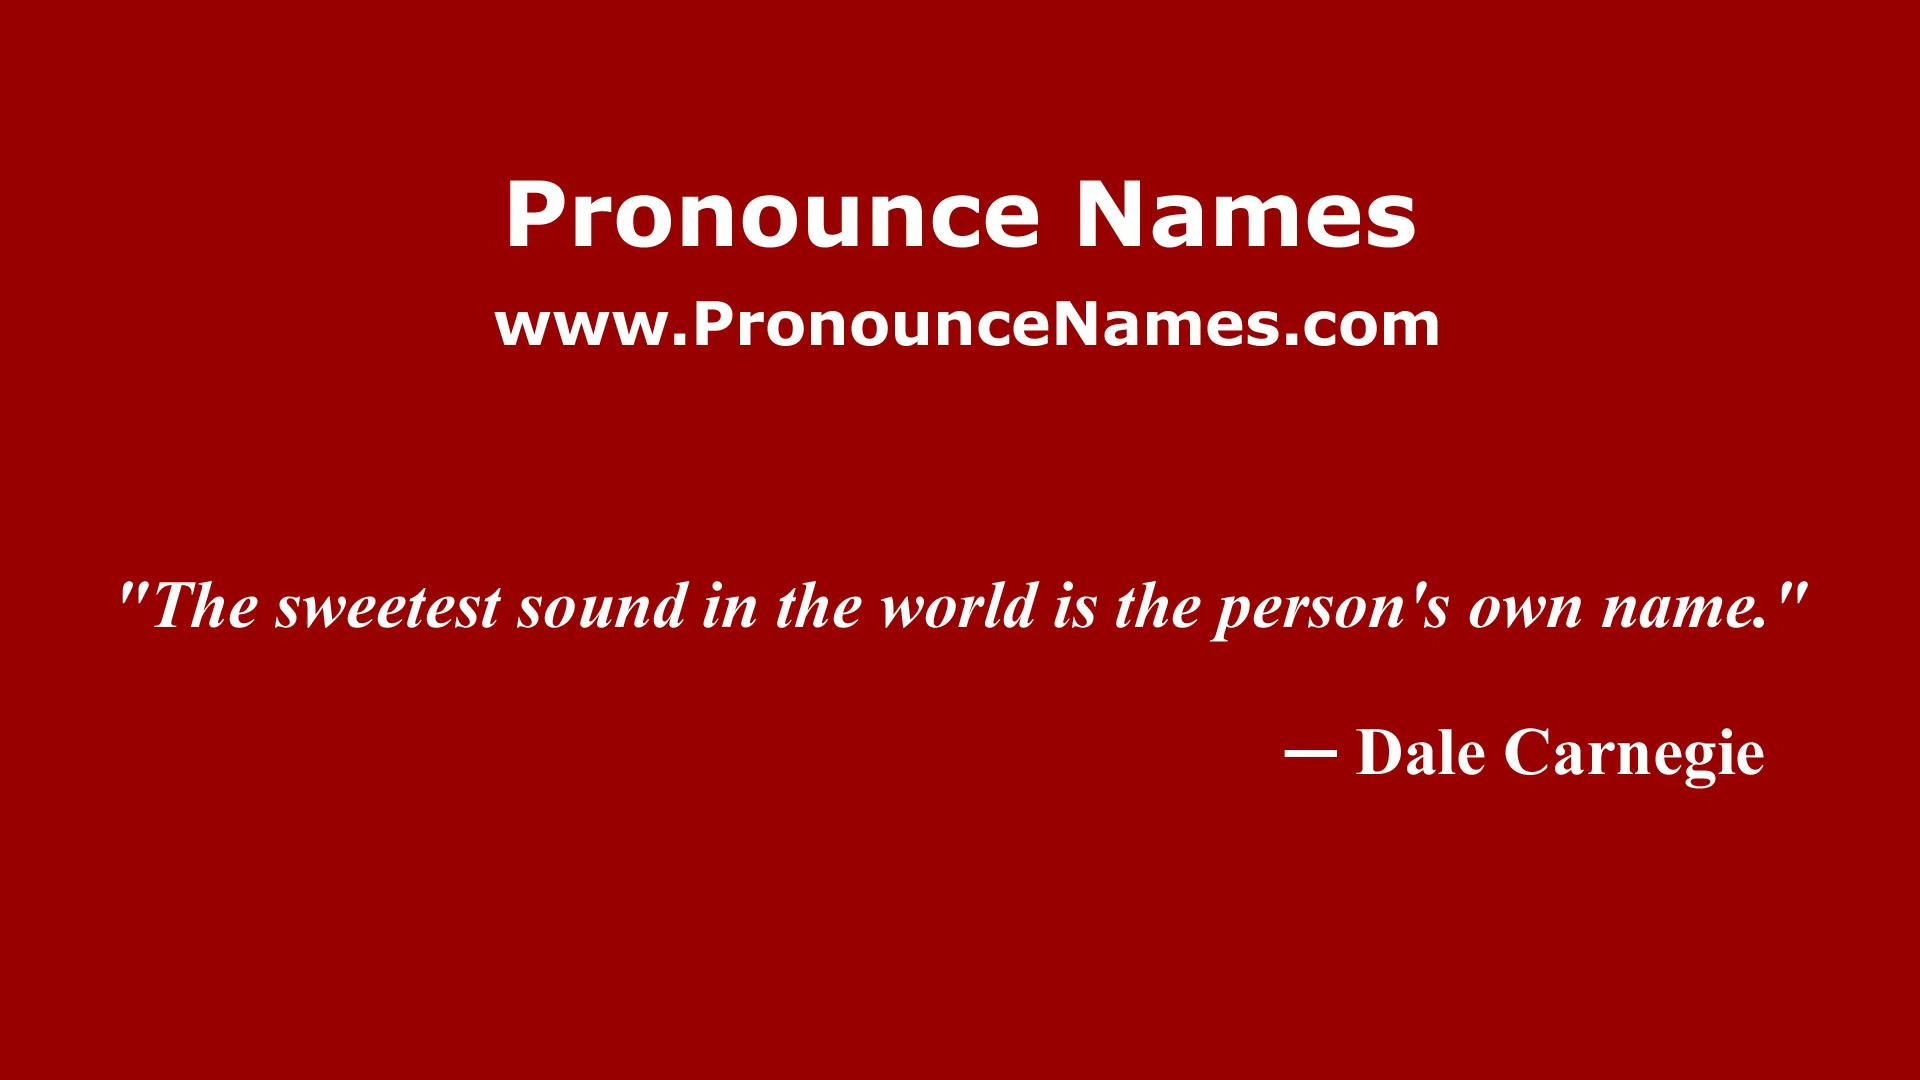 Pronounce Names
www.PronounceNames.com
"The sweetest sound in the world is the person's own name."
— Dale Carnegie